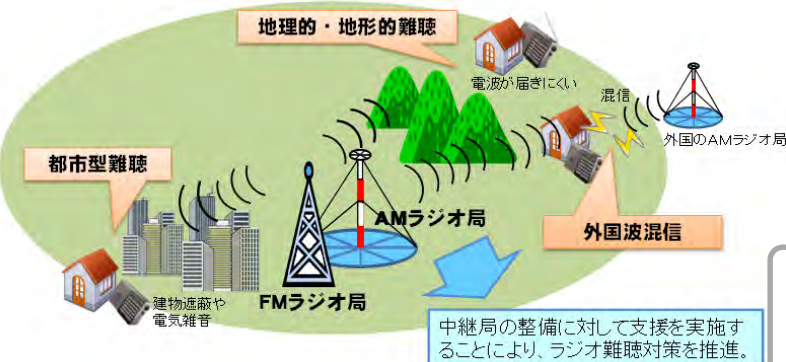 地理的・地形的難聴
電波が届きにくい
混信
外国のAMラジオ局
都市型難聴
AMラジオ局
外国波混信
FMラジオ局
建物遮蔽や
電気雑音
中継局の整備に対して支援を実施す
ることにより、ラジオ難聴対策を推進。